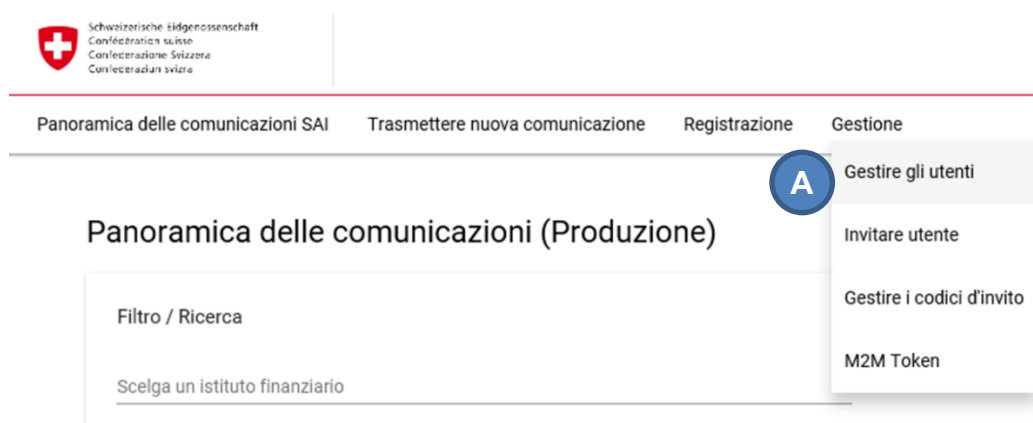 Schweizerische Eidgenossenschaft
Confédération suisse
Confederazione Svizzera
Confederaziun svizra
Panoramica delle comunicazioni SAI Trasmettere nuova comunicazione Registrazione Gestione
A Gestire gli utenti
Panoramica delle comunicazioni (Produzione)
Invitare utente
Gestire i codici d'invito
Filtro / Ricerca
M2M Token
Scelga un istituto finanziario